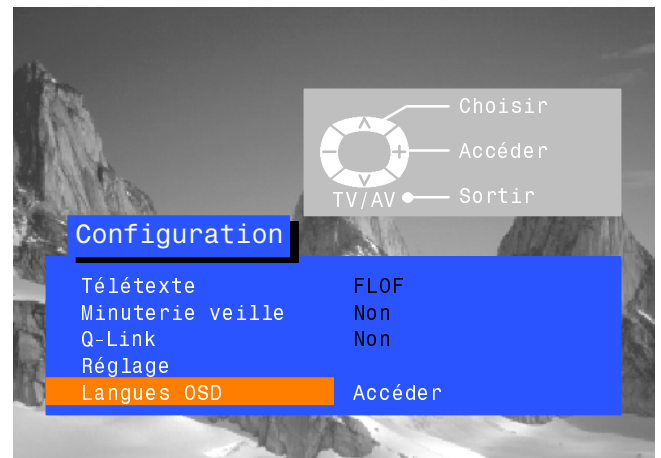 Choisir
Accéder
TV/AV Sortir
Configuration
Télétexte FLOF
Minuterie veille Non
Q-Link Non
Réglage
Langues OSD Accéder